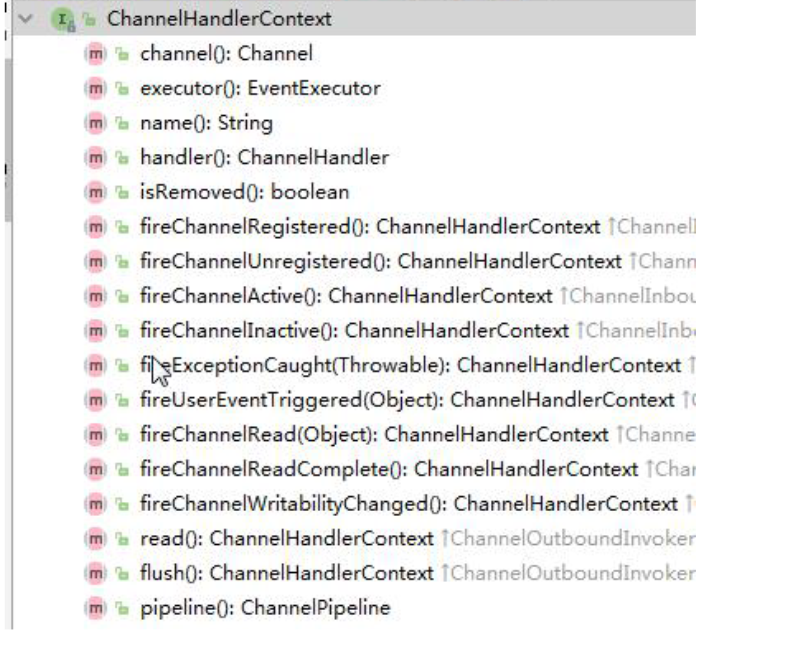 ChannelHandlerContext
channel(): Channel
executor(): EventExecutor
name(): String
handler(): ChannelHandler
isRemoved(): boolean
fireChannelRegistered(): ChannelHandlerContext ↑ChannelI
fireChannelUnregistered(): ChannelHandlerContext ↑Chann
fireChannelActive(): ChannelHandlerContext ↑ChannelInbou
fireChannelInactive(): ChannelHandlerContext ↑ChannelInb
fireExceptionCaught(Throwable): ChannelHandlerContext ↑
fireUserEventTriggered(Object): ChannelHandlerContext ↑
fireChannelRead(Object): ChannelHandlerContext ↑Channe
fireChannelReadComplete(): ChannelHandlerContext ↑Char
fireChannelWritabilityChanged(): ChannelHandlerContext ↑
read(): ChannelHandlerContext ↑ChannelOutboundInvoker
flush(): ChannelHandlerContext ↑ChannelOutboundInvoker
pipeline(): ChannelPipeline